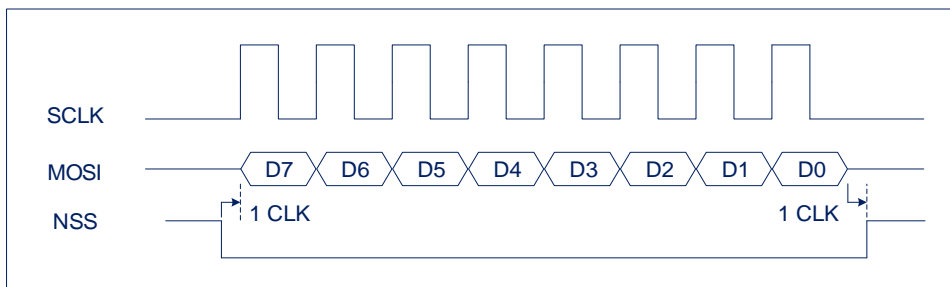 SCLK
MOSI D7 D6 D5 D4 D3 D2 D1 D0
NSS 1 CLK 1 CLK